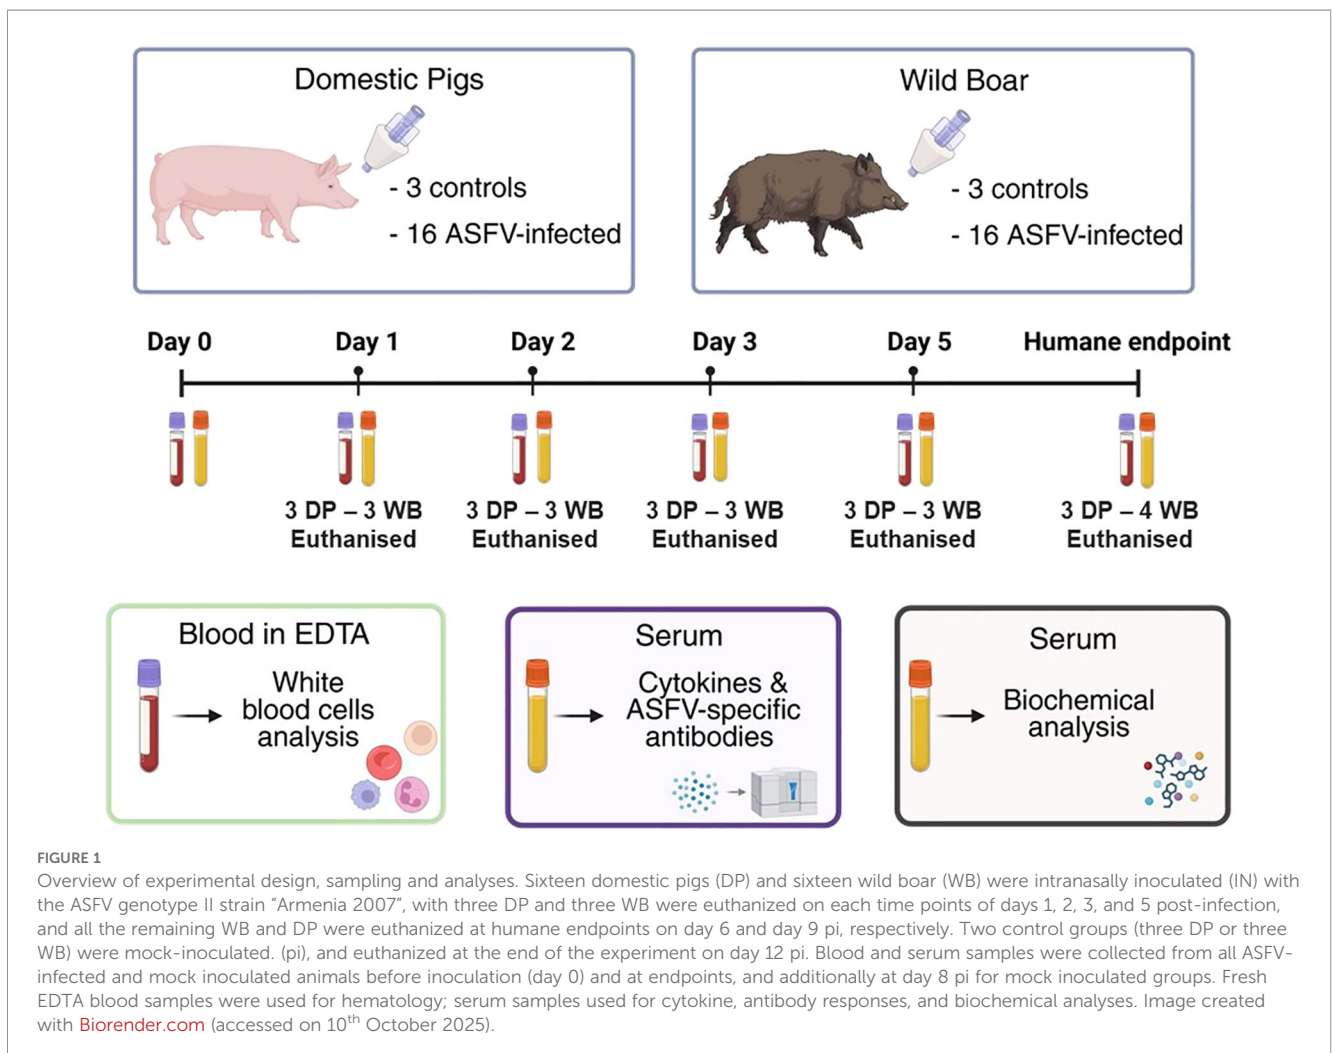 Domestic Pigs
- 3 controls
- 16 ASFV-infected
Wild Boar
- 3 controls
- 16 ASFV-infected
Day 0
Day 1
Day 2
Day 3
Day 5
Humane endpoint
3 DP – 3 WB
Euthanised
3 DP – 3 WB
Euthanised
3 DP – 3 WB
Euthanised
3 DP – 3 WB
Euthanised
3 DP – 4 WB
Euthanised
Blood in EDTA
White
blood cells
analysis
Serum
Cytokines &
ASFV-specific
antibodies
Serum
Biochemical
analysis
FIGURE 1
Overview of experimental design, sampling and analyses. Sixteen domestic pigs (DP) and sixteen wild boar (WB) were intranasally inoculated (IN) with
the ASFV genotype II strain “Armenia 2007”, with three DP and three WB were euthanized on each time points of days 1, 2, 3, and 5 post-infection,
and all the remaining WB and DP were euthanized at humane endpoints on day 6 and day 9 pi, respectively. Two control groups (three DP or three
WB) were mock-inoculated. (pi), and euthanized at the end of the experiment on day 12 pi. Blood and serum samples were collected from all ASFV-
infected and mock inoculated animals before inoculation (day 0) and at endpoints, and additionally at day 8 pi for mock inoculated groups. Fresh
EDTA blood samples were used for hematology; serum samples used for cytokine, antibody responses, and biochemical analyses. Image created
with Biorender.com (accessed on 10th October 2025).